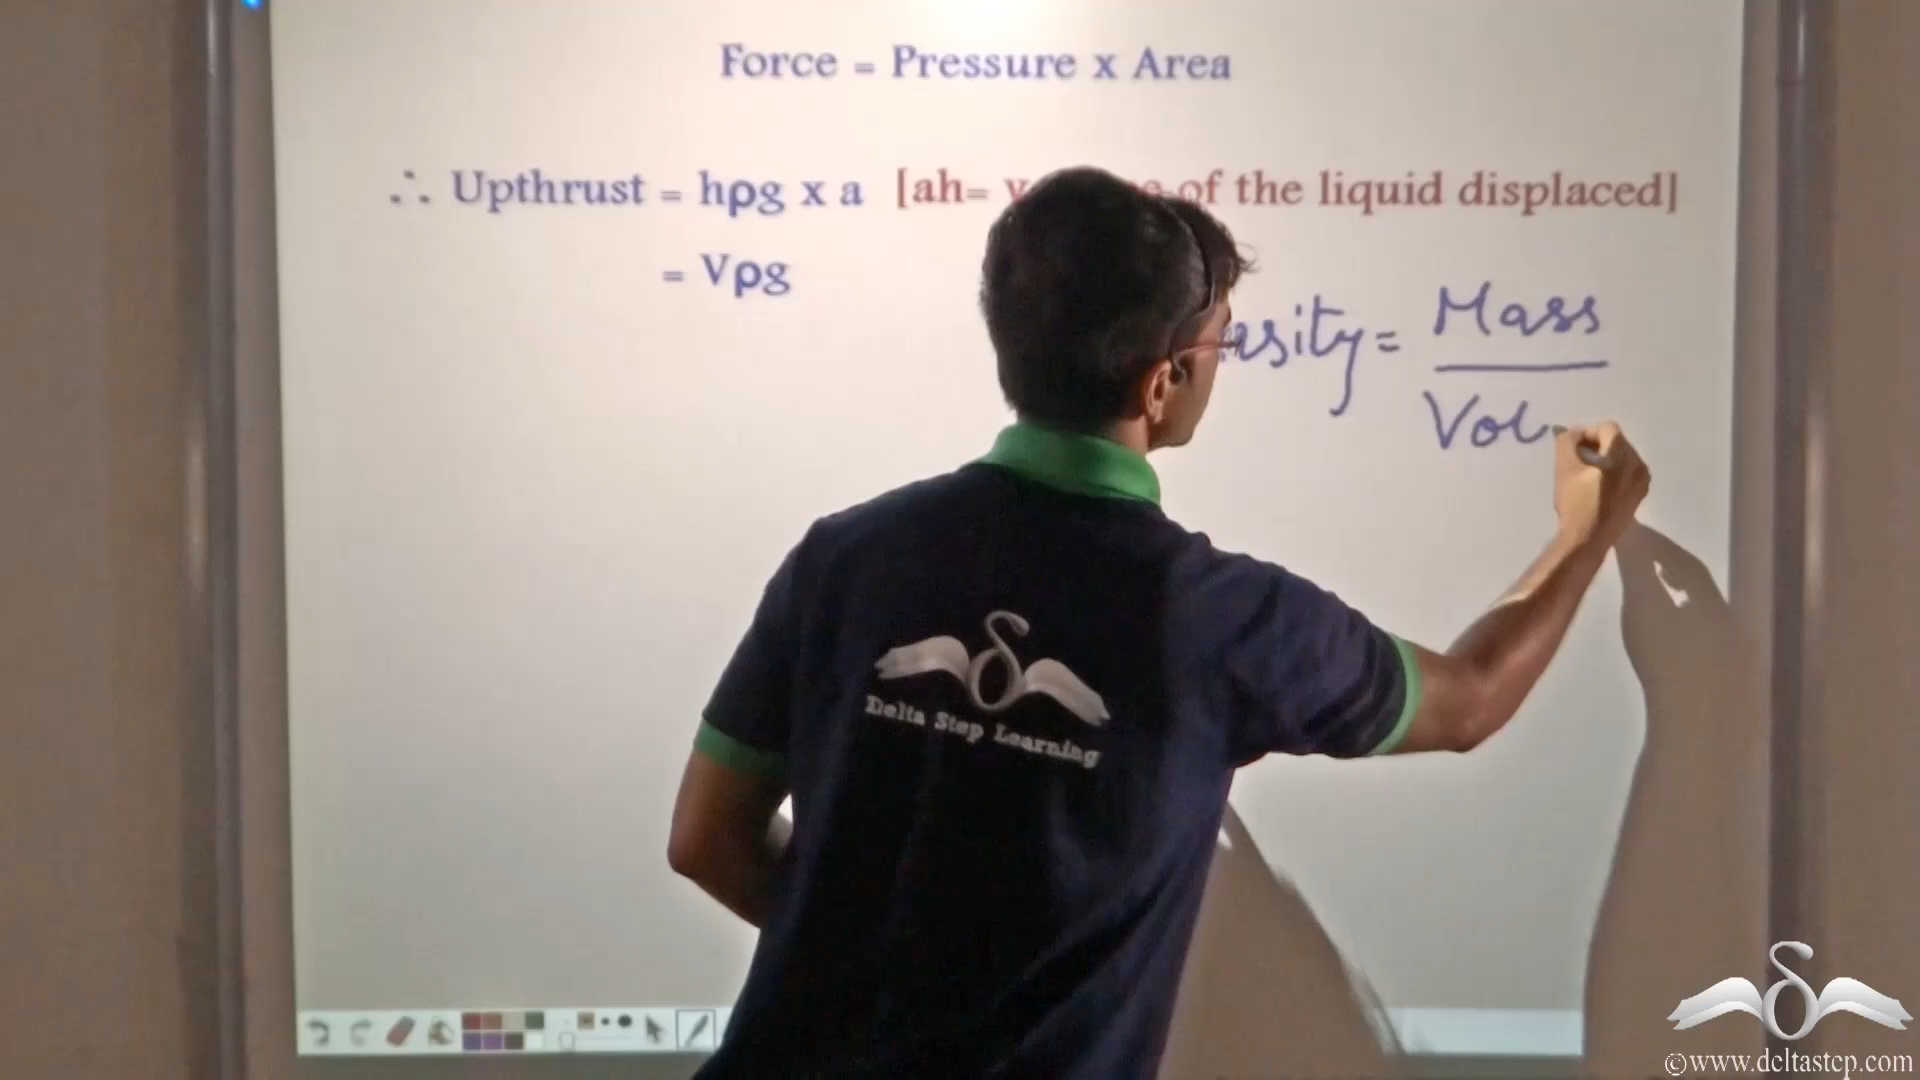 Force = Pressure x Area
∴ Upthrust = hρg x a [ah= of the liquid displaced]
= Vρg
= Mass
Vol
Delta Step Learning
©www.deltastep.com